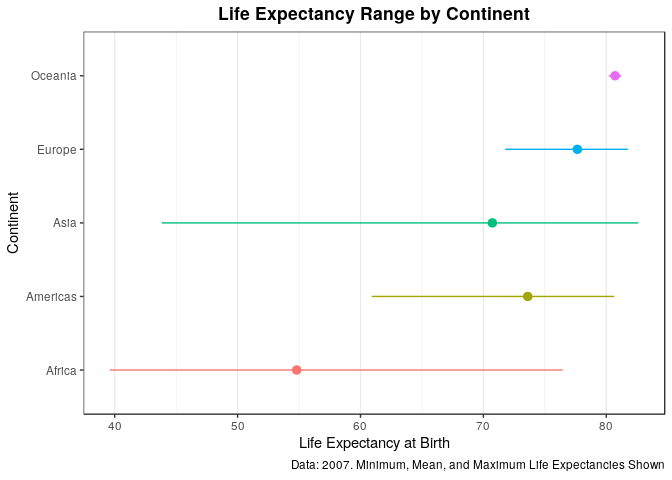 Life Expectancy Range by Continent
Oceania
Europe
Asia
Americas
Africa
Continent
40 50 60 70 80
Life Expectancy at Birth
Data: 2007. Minimum, Mean, and Maximum Life Expectancies Shown